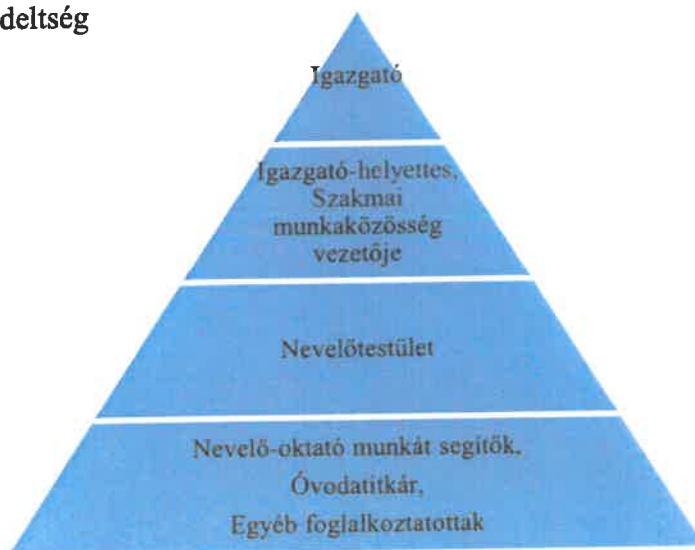 deltség
Igazgató
Igazgató-helyettes,
Szakmai
munkaközösség
vezetője
Nevelőtestület
Nevelő-oktató munkát segítők,
Óvodatitkár,
Egyéb foglalkoztatottak